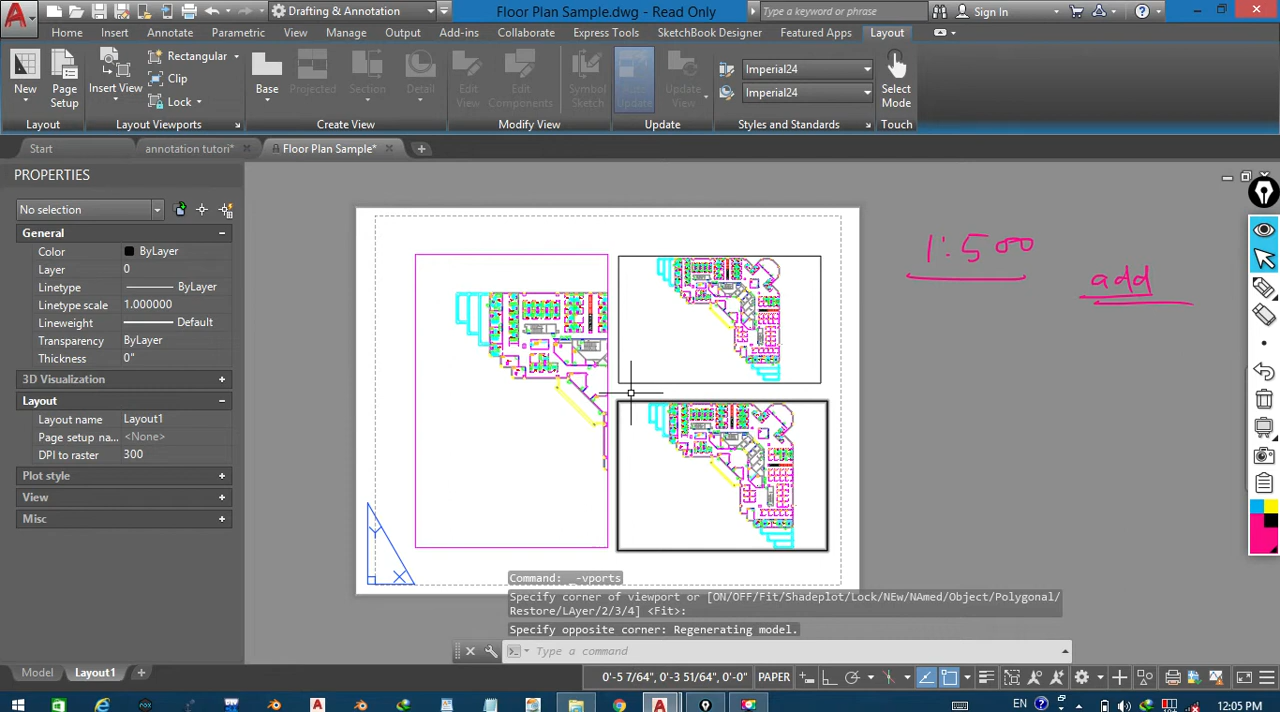 Drafting & Annotation
Floor Plan Sample.dwg - Read Only
Type a keyword or phrase
Sign In
Home Insert Annotate Parametric View Manage Output Add-ins Collaborate Express Tools SketchBook Designer Featured Apps Layout
New
Page Setup
Layout
Insert View
Rectangular
Clip
Lock
Layout Viewports
Base
Projected
Section
Detail
Create View
Edit View
Edit Components
Symbol Sketch
Modify View
Auto Update
Update View
Update
Imperial24
Imperial24
Styles and Standards
Select Mode
Touch
Start
annotation tutori*
Floor Plan Sample*
PROPERTIES
No selection
General
Color ByLayer
Layer 0
Linetype ByLayer
Linetype scale 1.000000
Lineweight Default
Transparency ByLayer
Thickness 0"
3D Visualization
Layout
Layout name Layout1
Page setup na... <None>
DPI to raster 300
Plot style
View
Misc
1:500
add
Y
X
Command: _-vports
Specify corner of viewport or [ON/OFF/Fit/Shadeplot/Lock/NEw/NAmed/Object/Polygonal/
Restore/LAyer/2/3/4] <Fit>:
Specify opposite corner: Regenerating model.
Type a command
Model Layout1
0'-5 7/64", 0'-3 51/64", 0'-0" PAPER
EN 12:05 PM